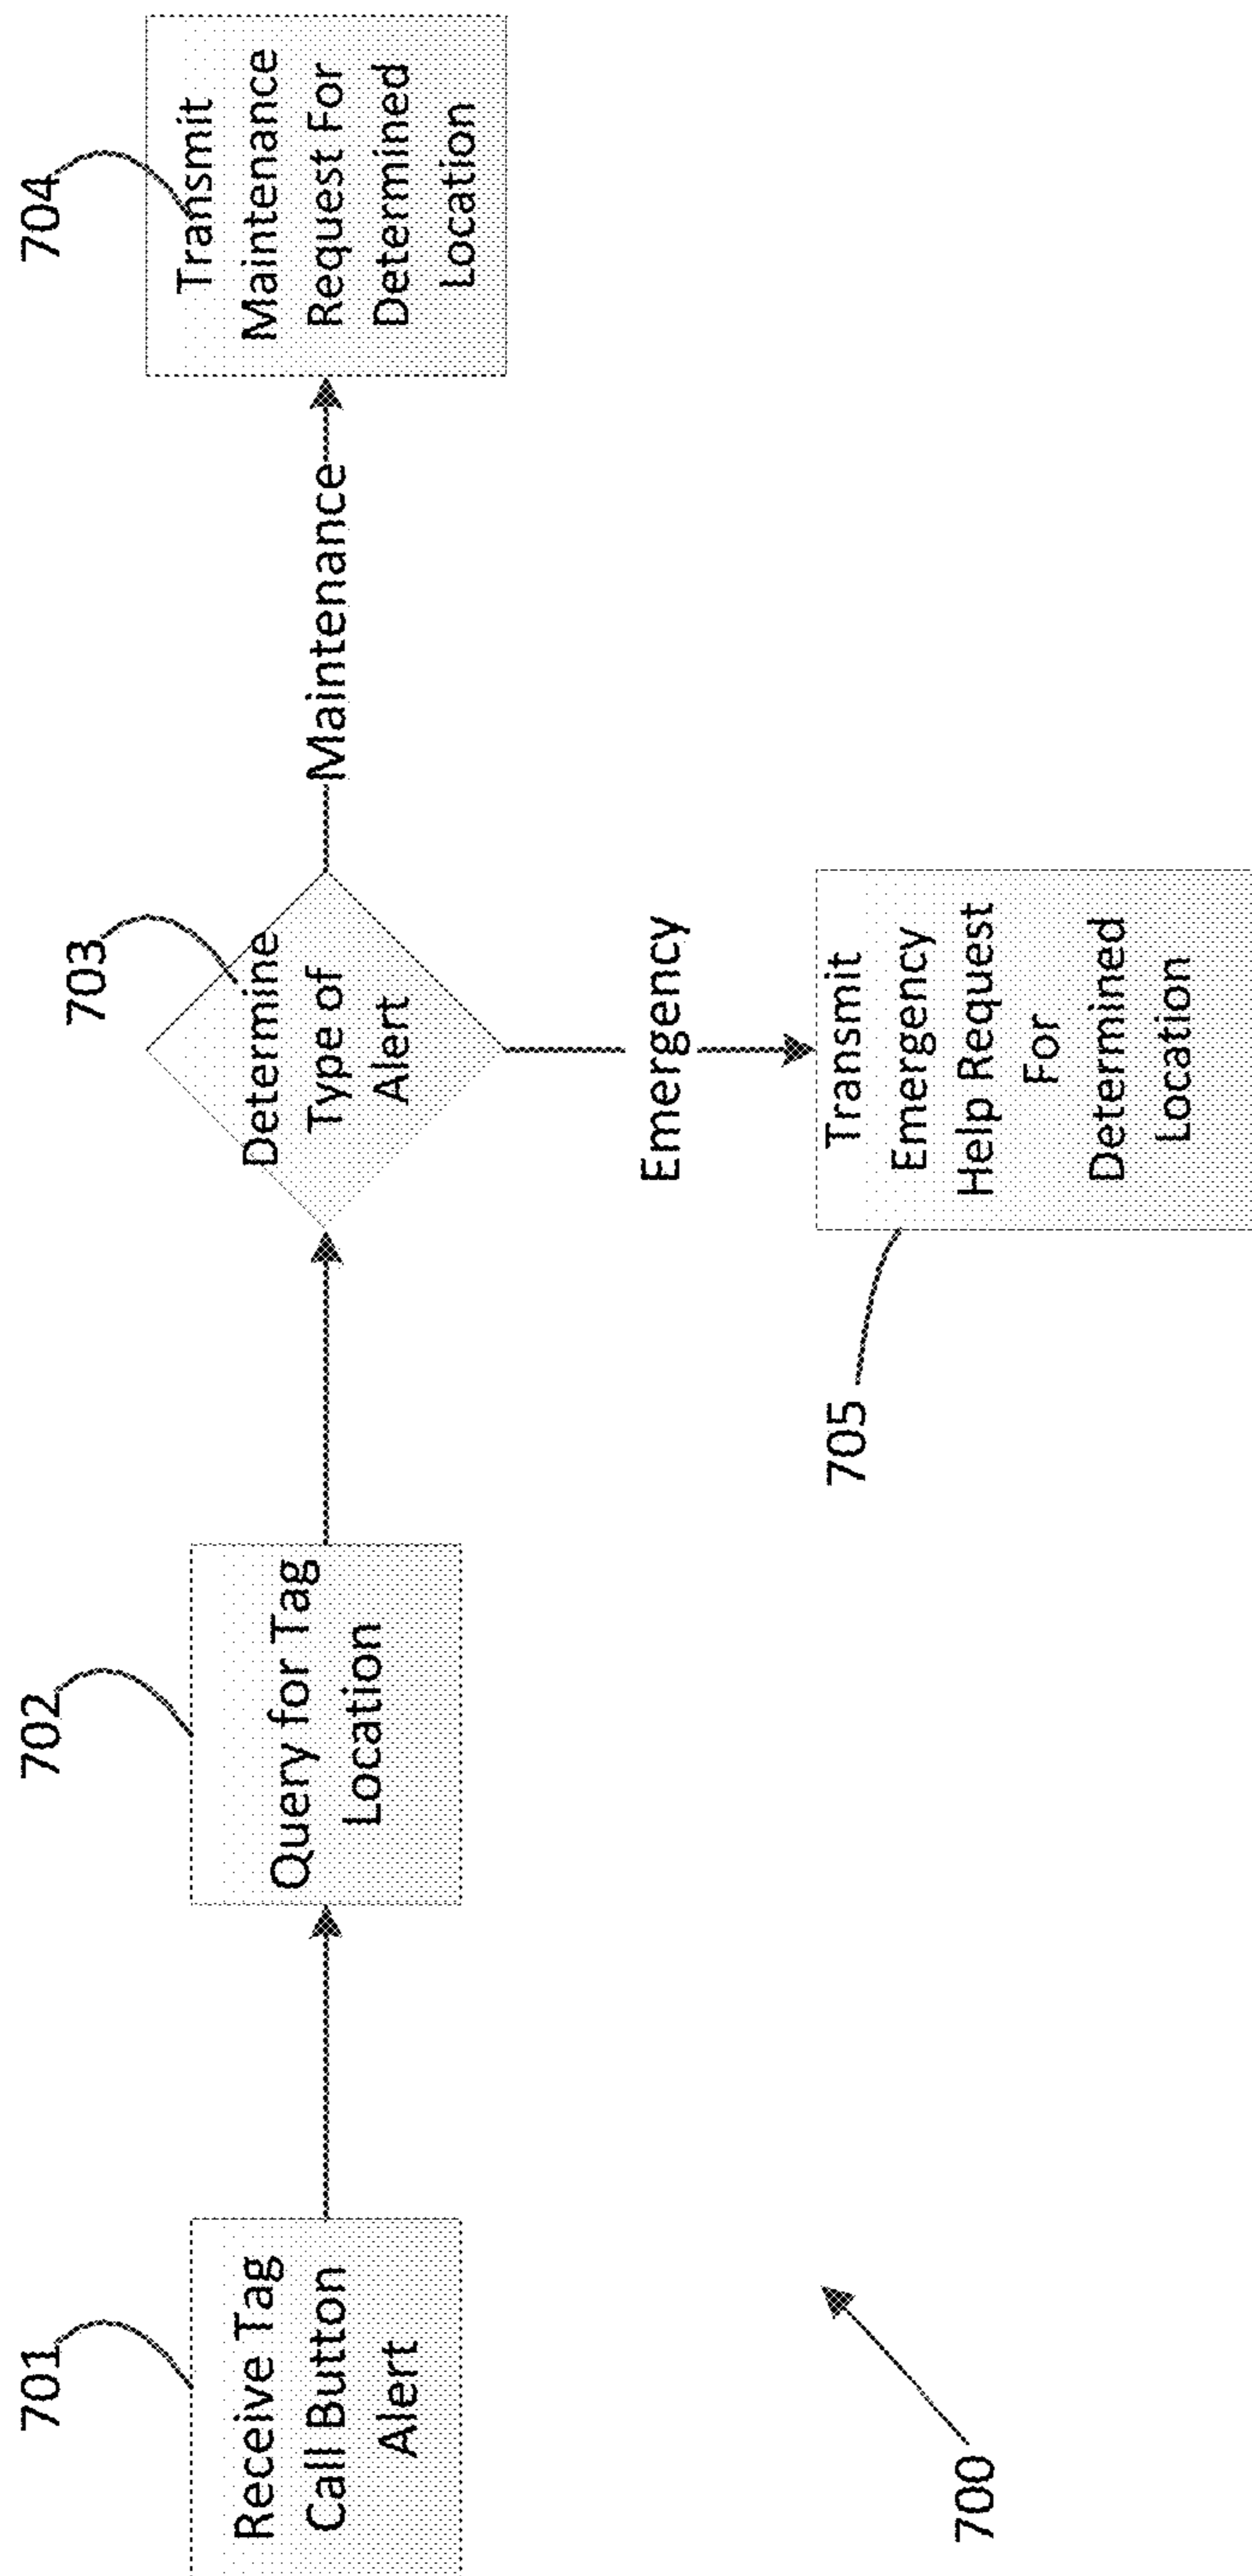 701
Receive Tag
Call Button
Alert
702
Query for Tag
Location
703
Determine
Type of
Alert
Maintenance
704
Transmit
Maintenance
Request For
Determined
Location
Emergency
705
Transmit
Emergency
Help Request
For
Determined
Location
700